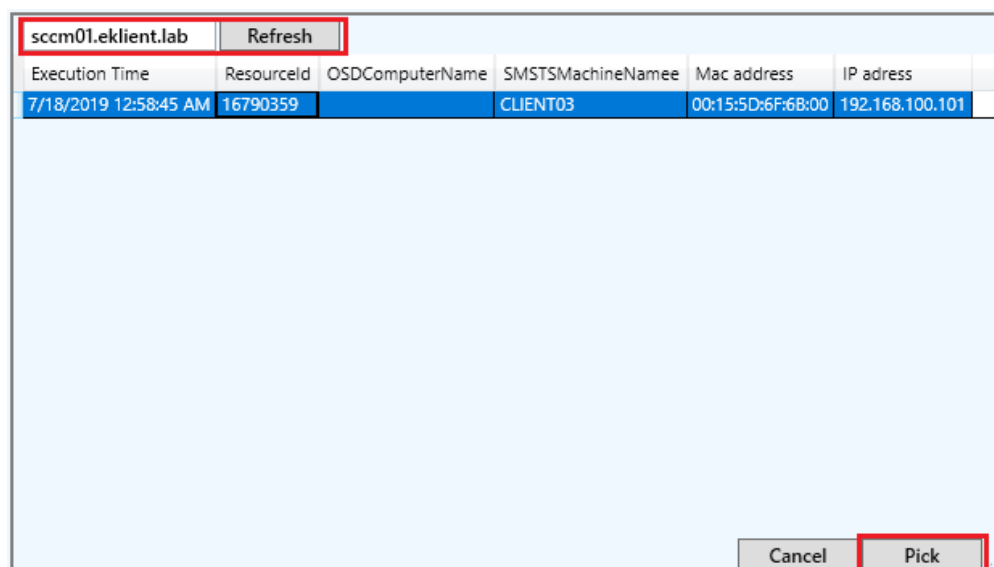 sccm01.eklient.lab Refresh
Execution Time ResourceId OSDComputerName SMSTSMachineNamee Mac address IP adress
7/18/2019 12:58:45 AM 16790359 CLIENT03 00:15:5D:6F:6B:00 192.168.100.101
Cancel Pick